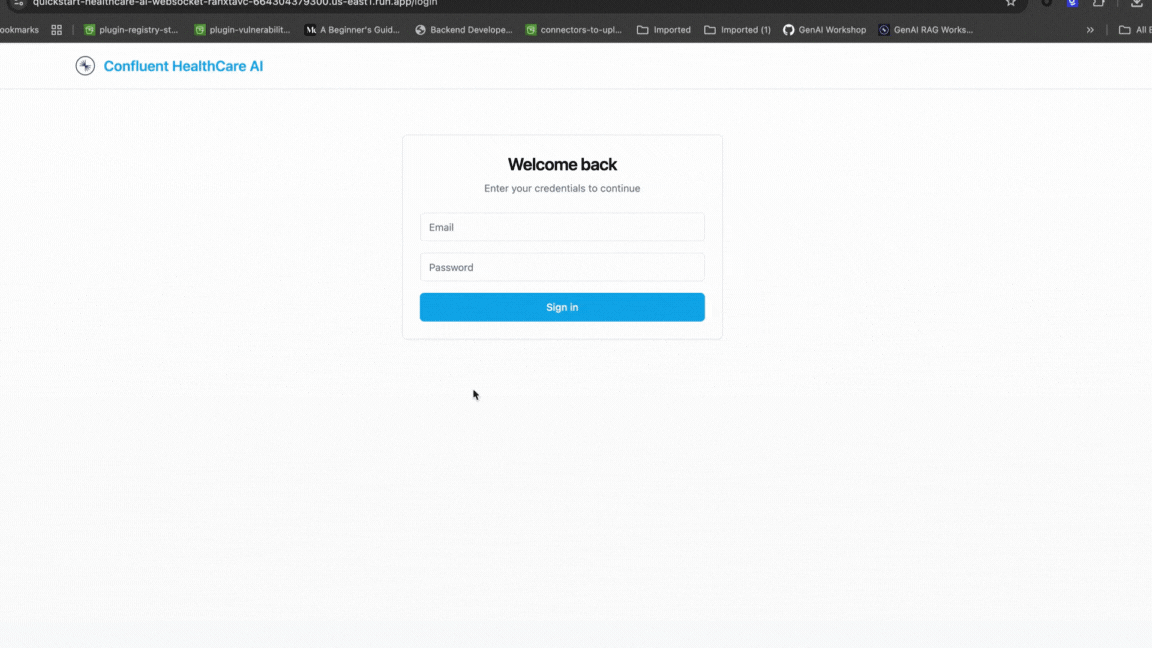 quickstart-healthcare-ai-websocket-ranxtavc-664304379300.us-east1.run.app/login
ookmarks plugin-registry-st... plugin-vulnerabilit... A Beginner's Guid... Backend Develope... connectors-to-upl... Imported Imported (1) GenAI Workshop GenAI RAG Works... » All B
Confluent HealthCare AI
Welcome back
Enter your credentials to continue
Email
Password
Sign in